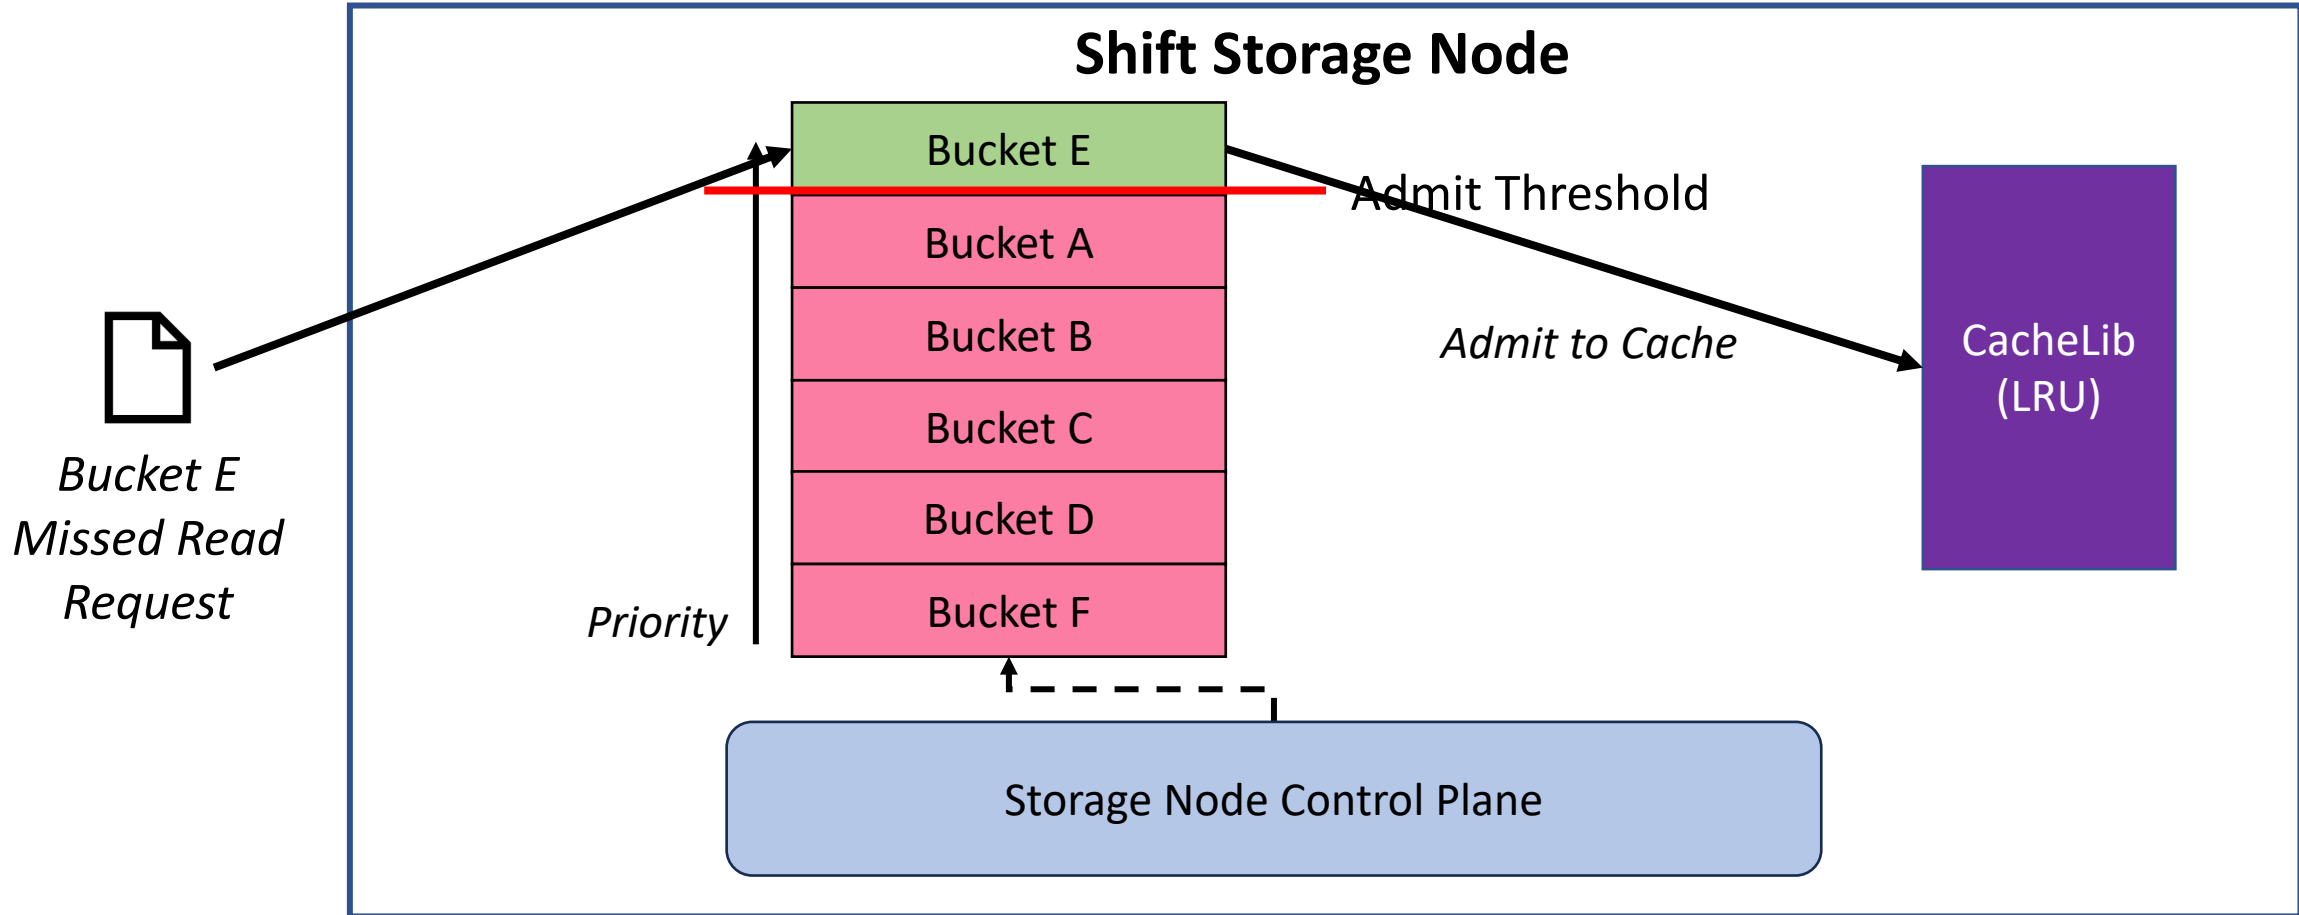 Shift Storage Node
Bucket E
Admit Threshold
Bucket A
Bucket B
Admit to Cache
CacheLib
(LRU)
Bucket C
Bucket E
Missed Read
Request
Bucket D
Bucket F
Priority
Storage Node Control Plane